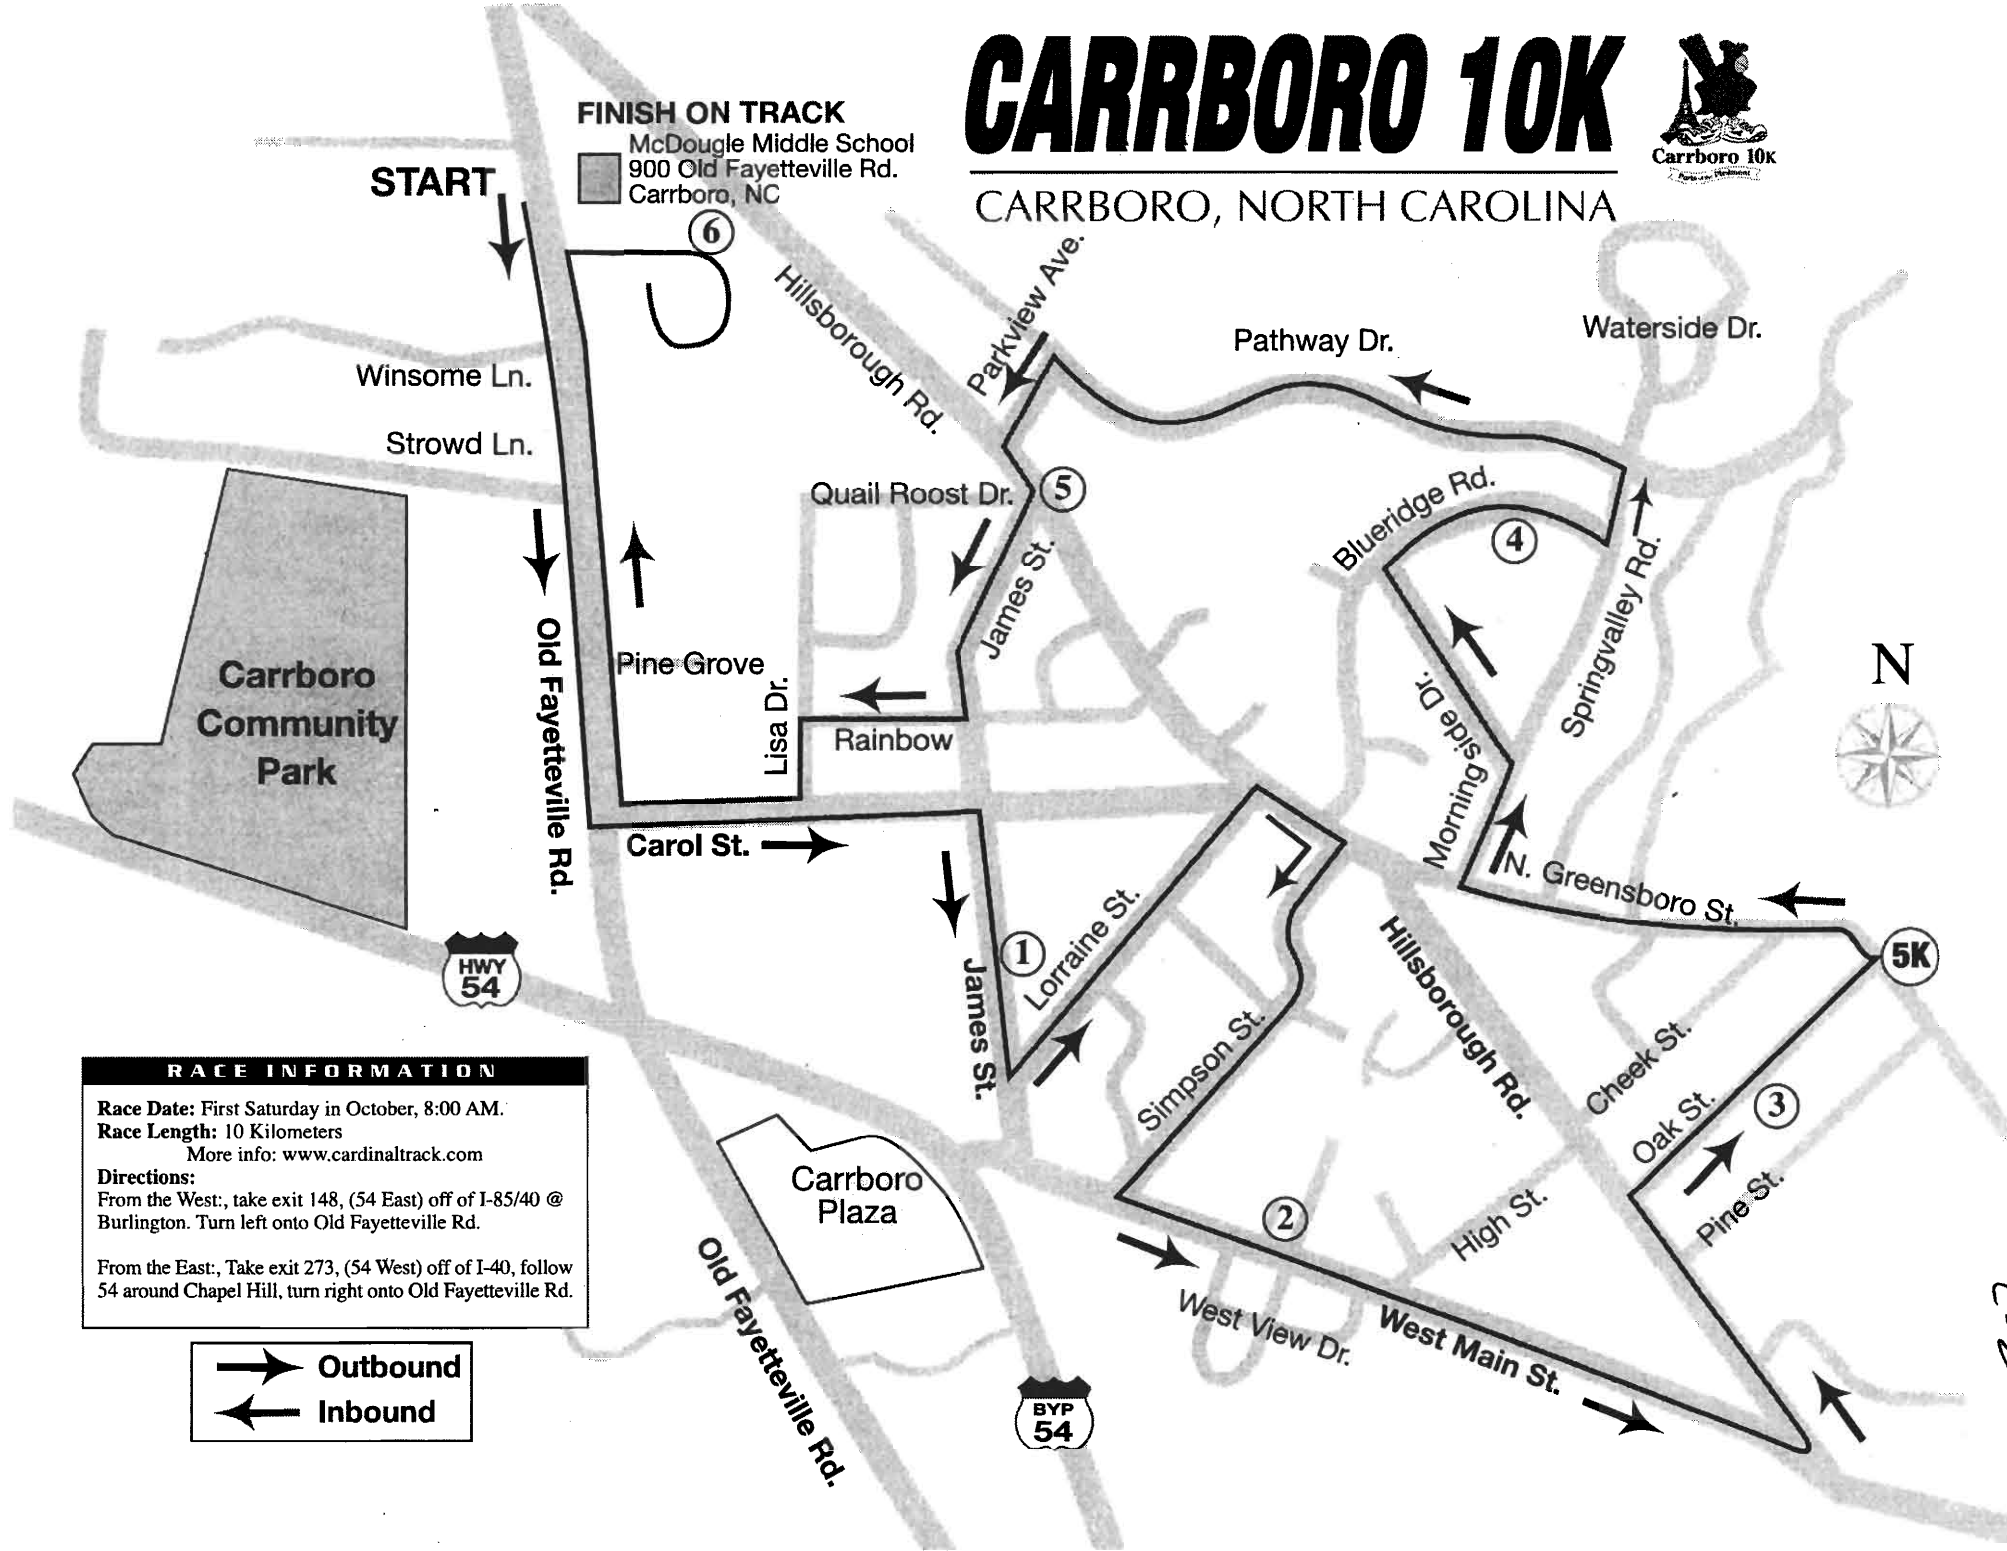 CARRBORO 10K
CARRBORO, NORTH CAROLINA
Carrboro 10K
FINISH ON TRACK
McDougle Middle School
900 Old Fayetteville Rd.
Carrboro, NC
START
6
Hillsborough Rd.
Parkview Ave.
Pathway Dr.
Waterside Dr.
Winsome Ln.
Strowd Ln.
Quail Roost Dr.
5
Blueridge Rd.
4
James St.
Springvalley Rd.
Old Fayetteville Rd.
Pine Grove
Lisa Dr.
Rainbow
Morningside Dr.
N
Carrboro
Community
Park
Carol St.
N. Greensboro St.
5K
HWY
54
1
James St.
Lorraine St.
Simpson St.
Hillsborough Rd.
Cheek St.
Oak St.
3
Pine St.
High St.
2
West View Dr.
West Main St.
Carrboro
Plaza
Old Fayetteville Rd.
BYP
54
RACE INFORMATION
Race Date: First Saturday in October, 8:00 AM.
Race Length: 10 Kilometers
More info: www.cardinaltrack.com
Directions:
From the West:, take exit 148, (54 East) off of I-85/40 @
Burlington. Turn left onto Old Fayetteville Rd.
From the East:, Take exit 273, (54 West) off of I-40, follow
54 around Chapel Hill, turn right onto Old Fayetteville Rd.
Outbound
Inbound